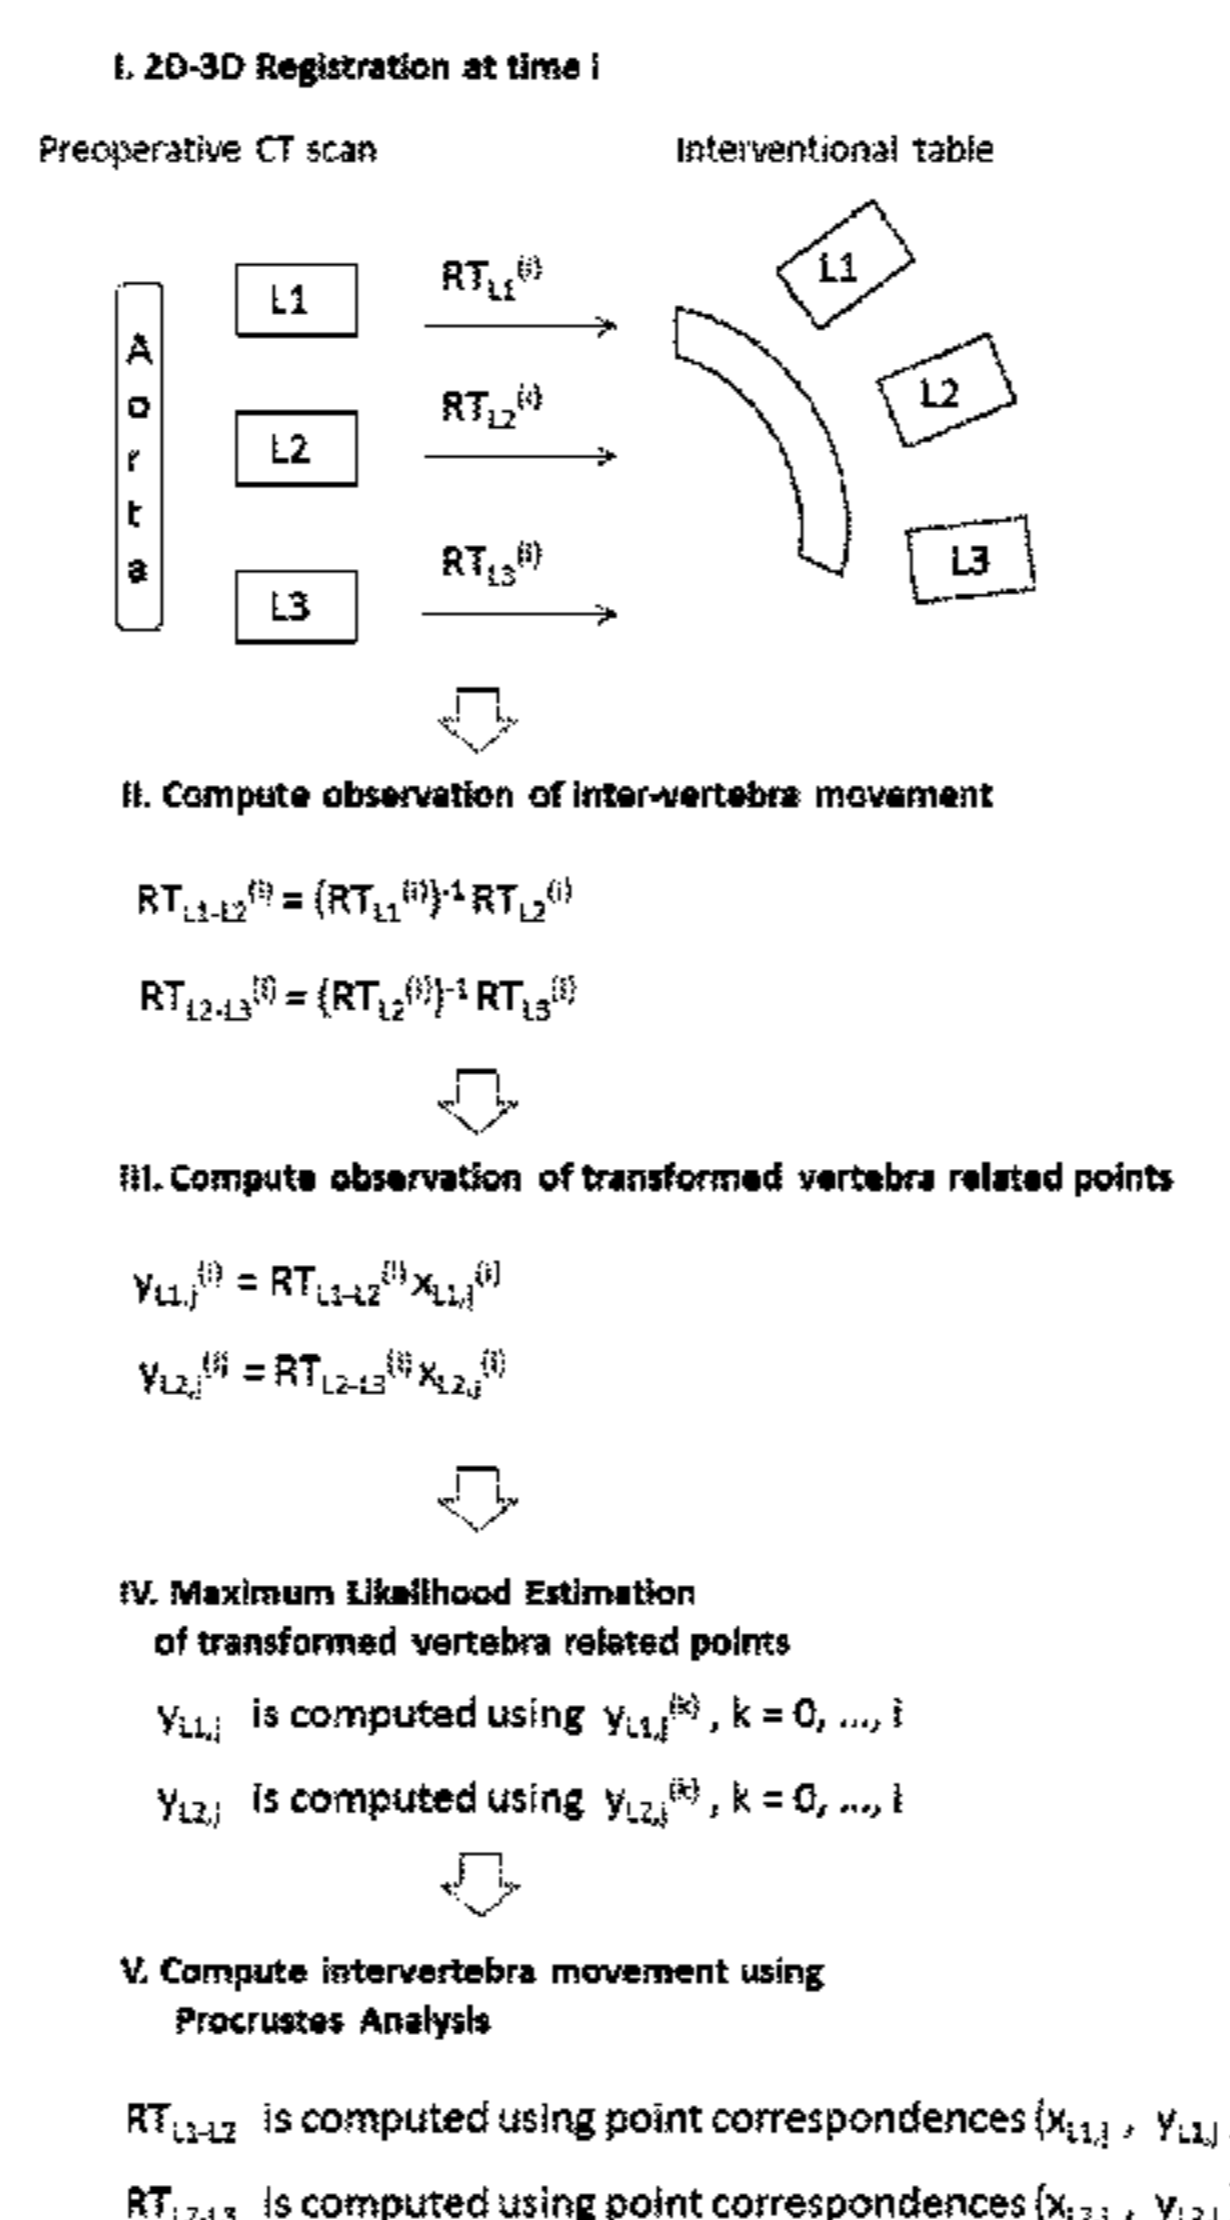 I. 2D-3D Registration at time i
Preoperative CT scan
Interventional table
Aorta
L1
L2
L3
RT_L1^(i)
RT_L2^(i)
RT_L3^(i)
L1
L2
L3
II. Compute observation of inter-vertebra movement
RT_L1-L2^(i) = (RT_L1^(i))^-1 RT_L2^(i)
RT_L2-L3^(i) = (RT_L2^(i))^-1 RT_L3^(i)
III. Compute observation of transformed vertebra related points
y_L1,j^(i) = RT_L1-L2^(i) x_L1,j^(i)
y_L2,j^(i) = RT_L2-L3^(i) x_L2,j^(i)
IV. Maximum Likelihood Estimation
of transformed vertebra related points
y_L1,j is computed using y_L1,j^(k) , k = 0, ..., i
y_L2,j is computed using y_L2,j^(k) , k = 0, ..., i
V. Compute intervertebra movement using
Procrustes Analysis
RT_L1-L2 is computed using point correspondences (x_L1,j , y_L1,j
RT_L2-L3 is computed using point correspondences (x_L2,j , y_L2,j